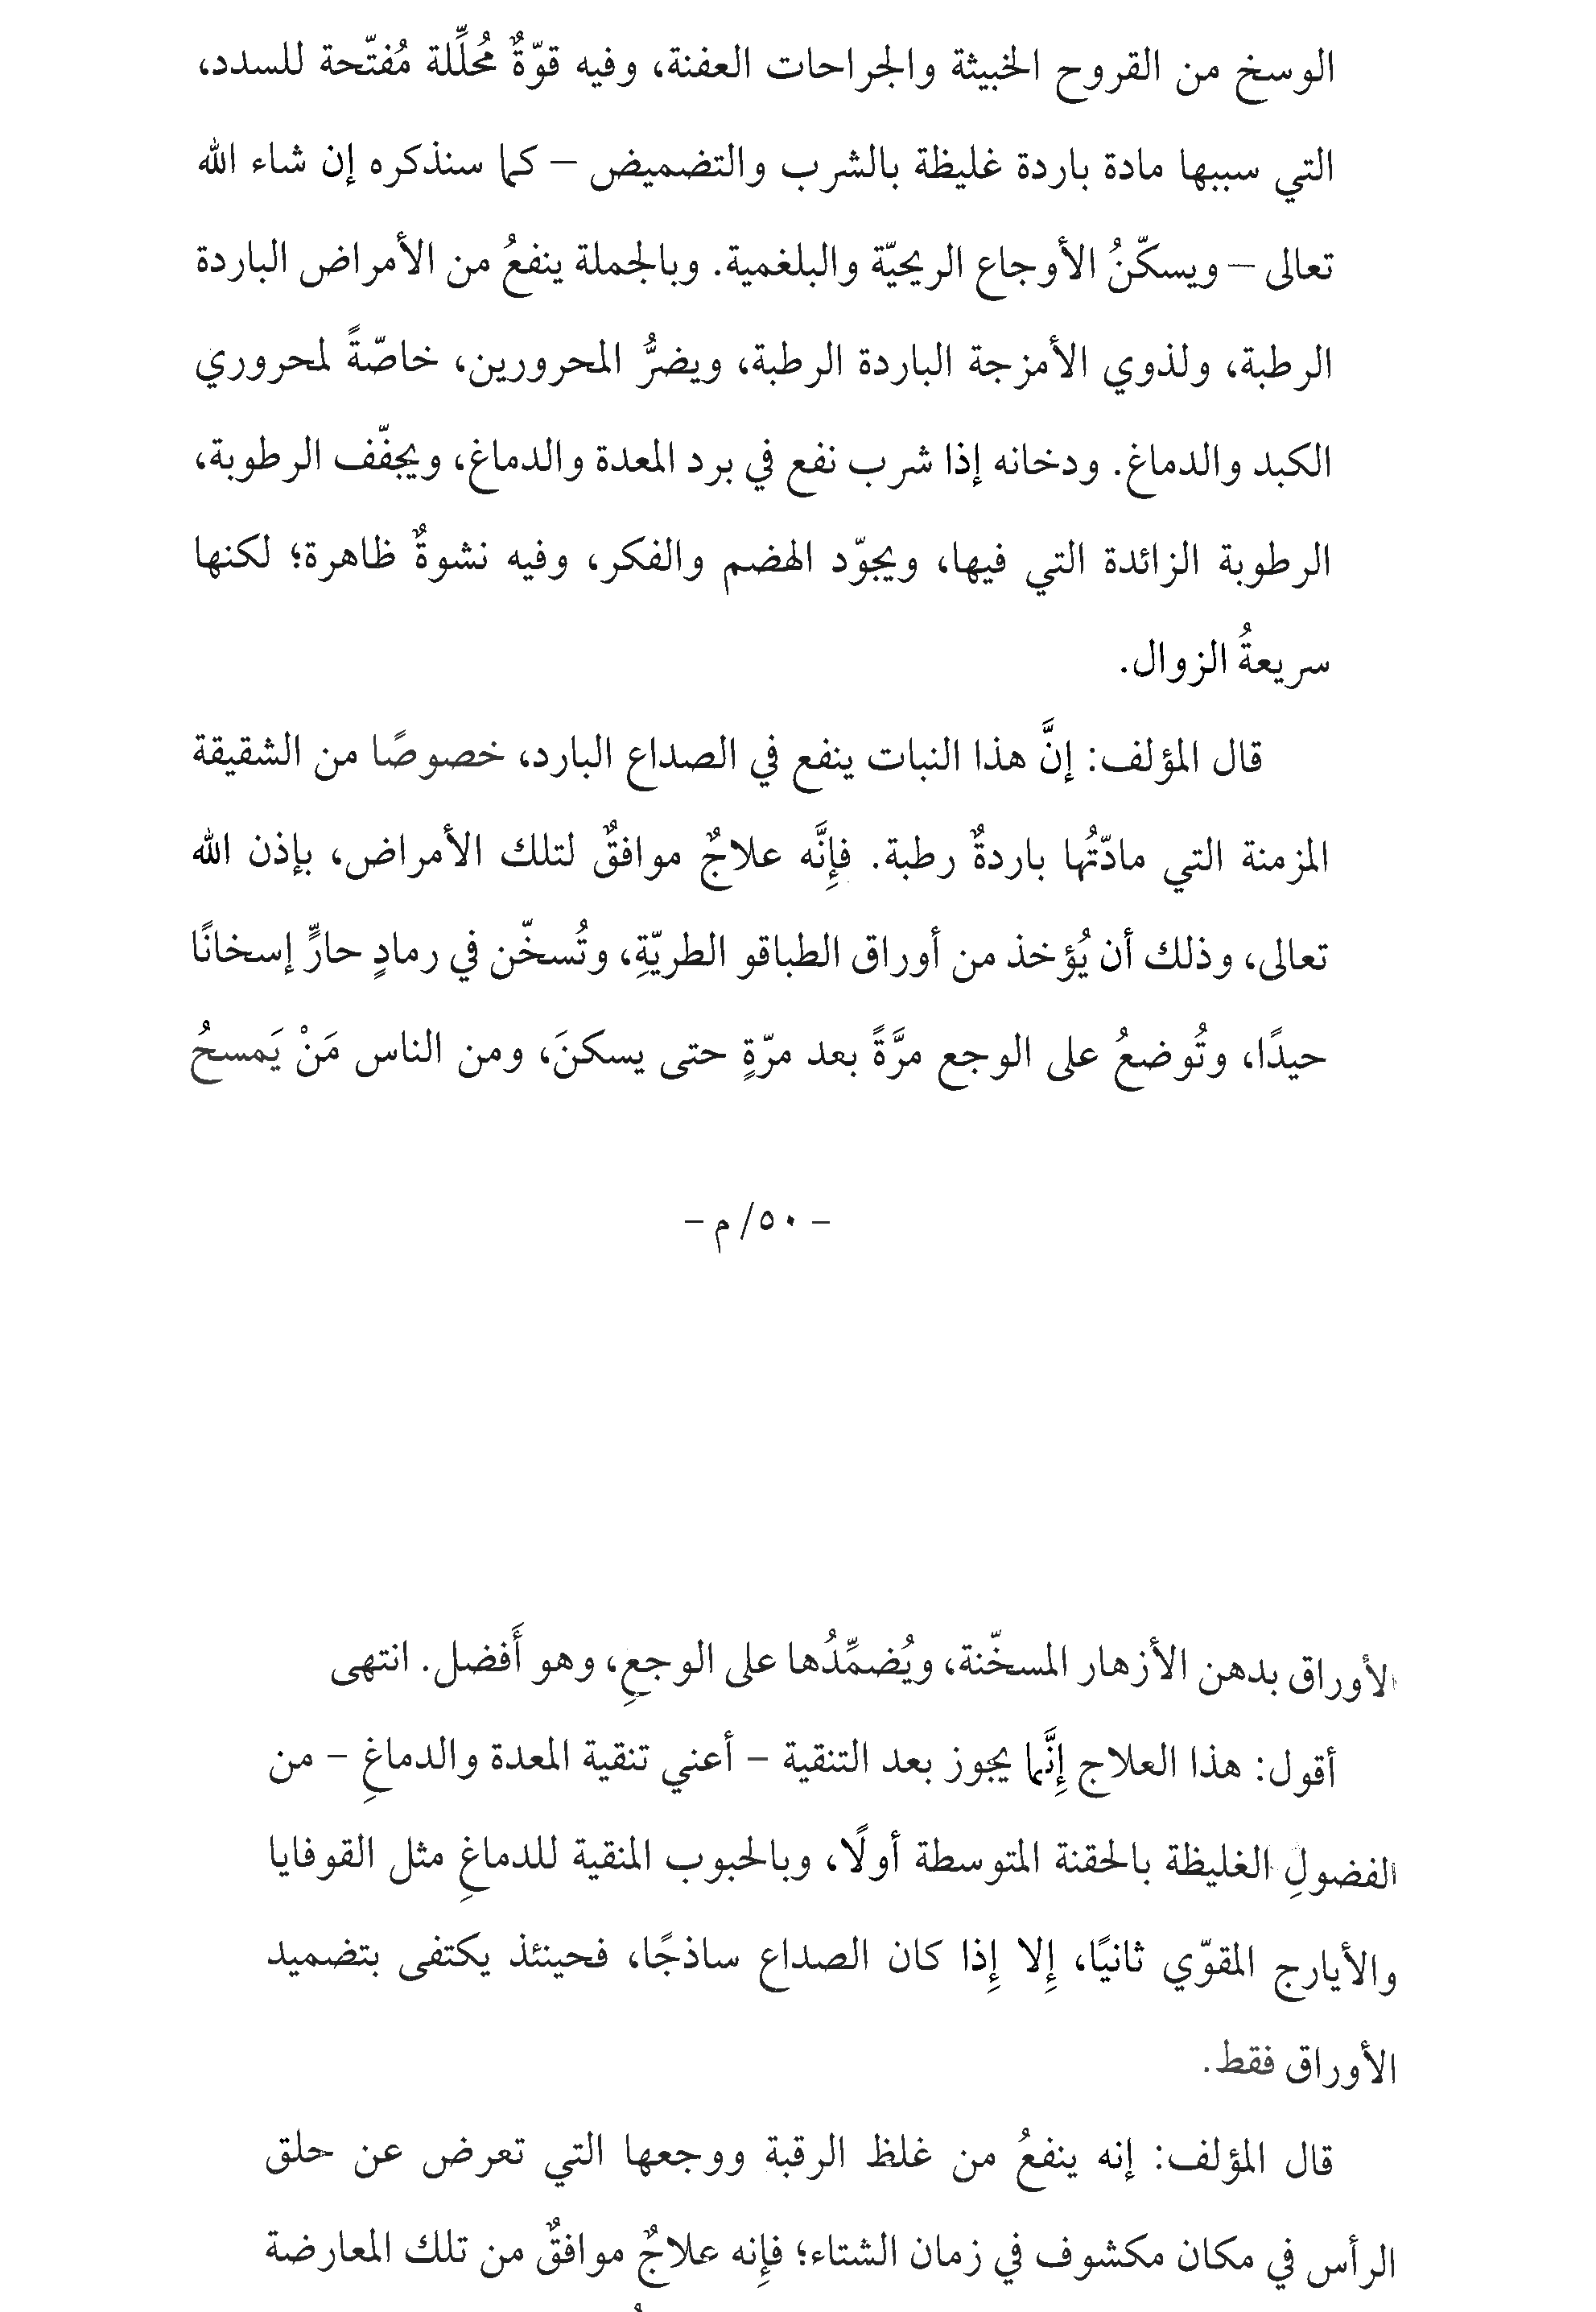 الوسخ من القروح الخبيثة والجراحات العفنة، وفيه قوّةٌ مُحلِّلة مُفتّحة للسدد،
التي سببها مادة باردة غليظة بالشرب والتضميض – كما سنذكره إن شاء الله
تعالى – ويسكّنُ الأوجاع الريحيّة والبلغمية. وبالجملة ينفعُ من الأمراض الباردة
الرطبة، ولذوي الأمزجة الباردة الرطبة، ويضرُّ المحرورين، خاصّةً لمحروري
الكبد والدماغ. ودخانه إذا شرب نفع في برد المعدة والدماغ، ويجفّف الرطوبة،
الرطوبة الزائدة التي فيها، ويجوّد الهضم والفكر، وفيه نشوةٌ ظاهرة؛ لكنها
سريعةُ الزوال.
قال المؤلف: إنَّ هذا النبات ينفع في الصداع البارد، خصوصًا من الشقيقة
المزمنة التي مادّتُها باردةٌ رطبة. فإِنَّه علاجٌ موافقٌ لتلك الأمراض، بإذن الله
تعالى، وذلك أن يُؤخذ من أوراق الطباقو الطريّةِ، وتُسخّن في رمادٍ حارٍّ إسخانًا
حيدًا، وتُوضعُ على الوجع مرَّةً بعد مرّةٍ حتى يسكنَ، ومن الناس مَنْ يَمسحُ
– ٥٠/ م –
الأوراق بدهن الأزهار المسخّنة، ويُضمِّدُها على الوجعِ، وهو أَفضل. انتهى
أقول: هذا العلاج إِنَّما يجوز بعد التنقية – أعني تنقية المعدة والدماغِ – من
الفضولِ الغليظة بالحقنة المتوسطة أولًا، وبالحبوب المنقية للدماغِ مثل القوفايا
والأيارج المقوّي ثانيًا، إِلا إِذا كان الصداع ساذجًا، فحينئذ يكتفى بتضميد
الأوراق فقط.
قال المؤلف: إنه ينفعُ من غلظ الرقبة ووجعها التي تعرض عن حلق
الرأس في مكان مكشوف في زمان الشتاء؛ فإِنه علاجٌ موافقٌ من تلك المعارضة